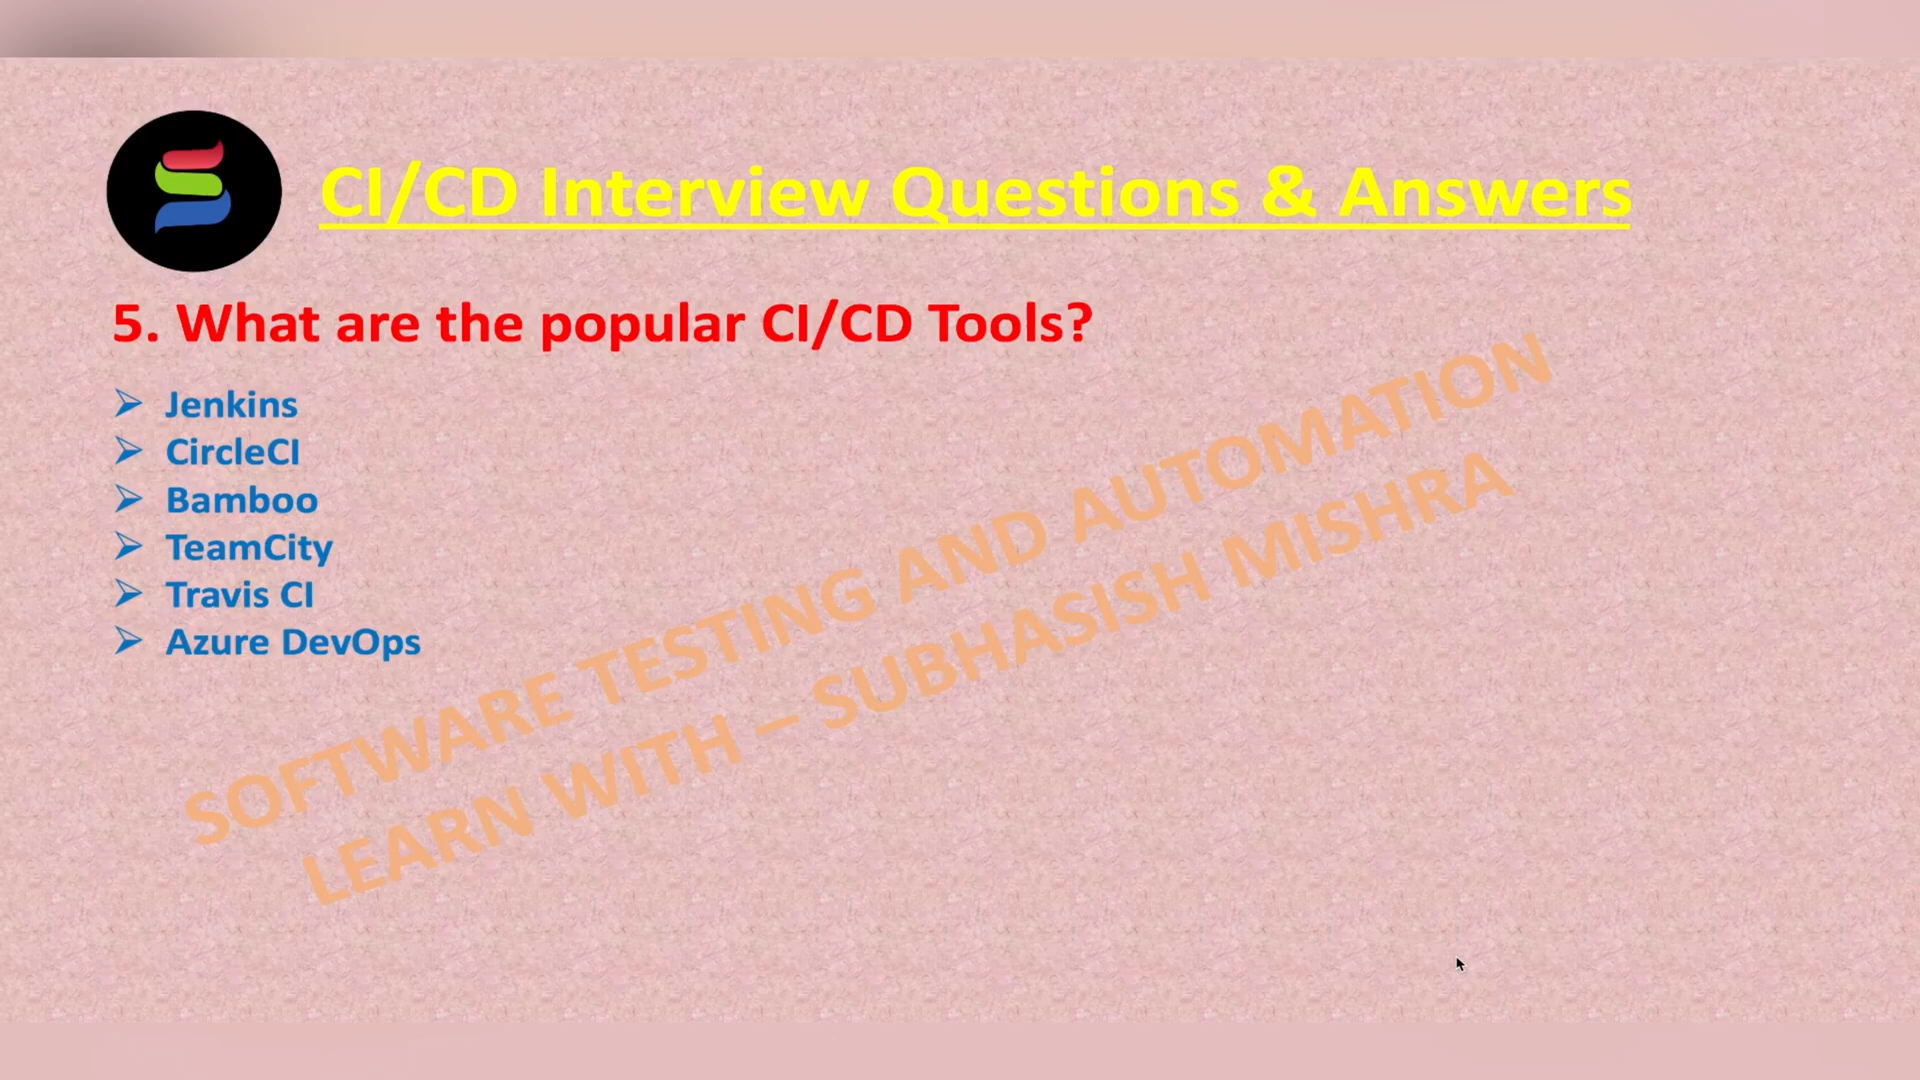 CI/CD Interview Questions & Answers
5. What are the popular CI/CD Tools?
Jenkins
CircleCI
Bamboo
TeamCity
Travis CI
Azure DevOps
SOFTWARE TESTING AND AUTOMATION
LEARN WITH – SUBHASISH MISHRA